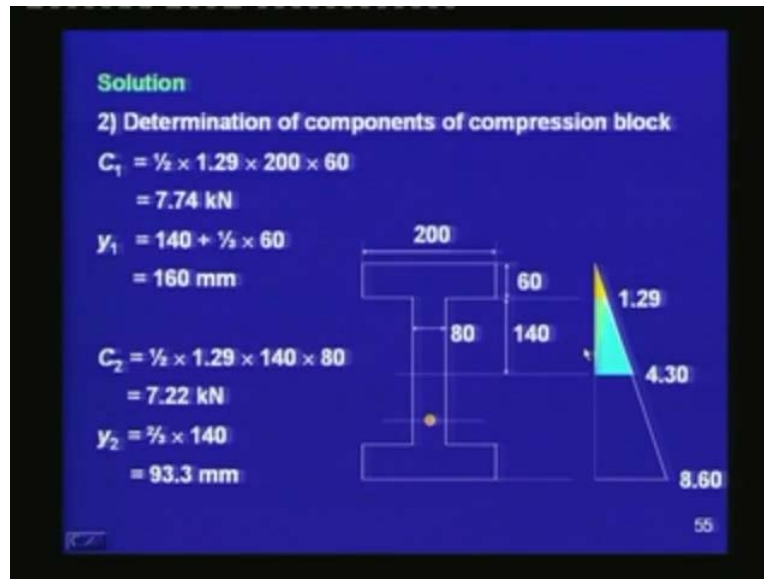 Solution
2) Determination of components of compression block
C₁ = ½ × 1.29 × 200 × 60
= 7.74 kN
y₁ = 140 + ⅓ × 60
= 160 mm
C₂ = ½ × 1.29 × 140 × 80
= 7.22 kN
y₂ = ⅔ × 140
= 93.3 mm
200
60
1.29
80
140
4.30
8.60
55